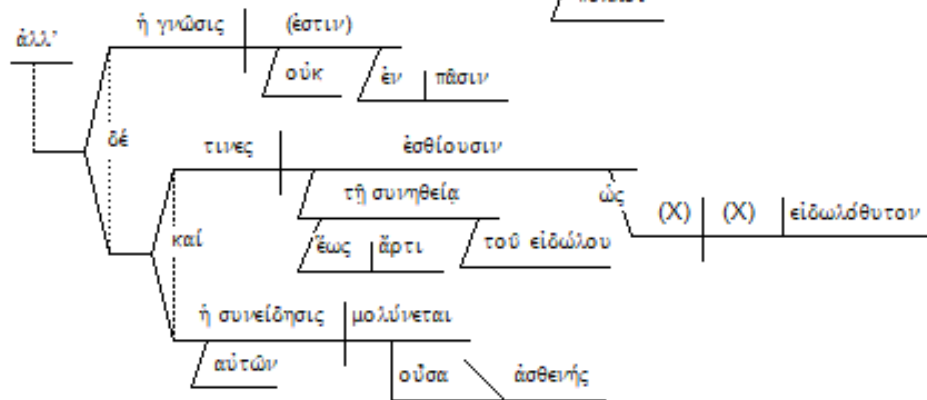 ἀλλ’
ἡ γνῶσις (ἐστιν)
οὐκ ἐν πᾶσιν
δέ
τινες ἐσθίουσιν
τῇ συνηθείᾳ ὡς (X) (X) εἰδωλόθυτον
καί ἕως ἄρτι τοῦ εἰδώλου
ἡ συνείδησις μολύνεται
αὐτῶν οὖσα ἀσθενής